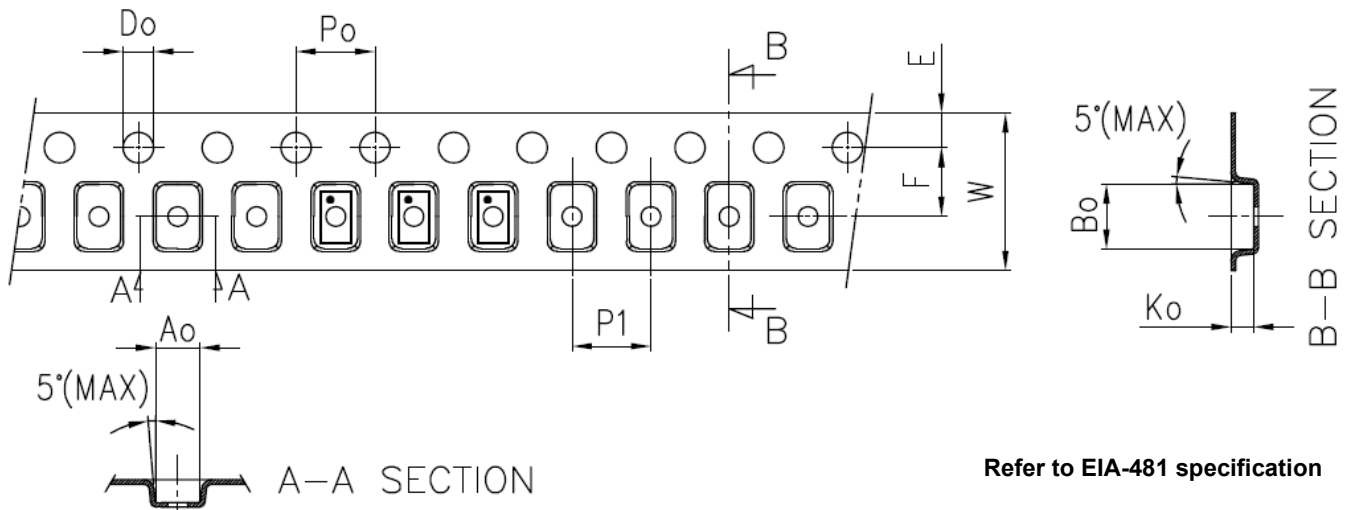 Do
Po
B
E
F
W
A
A
P1
B
Ao
5°(MAX)
A-A SECTION
5°(MAX)
Bo
Ko
B-B SECTION
Refer to EIA-481 specification